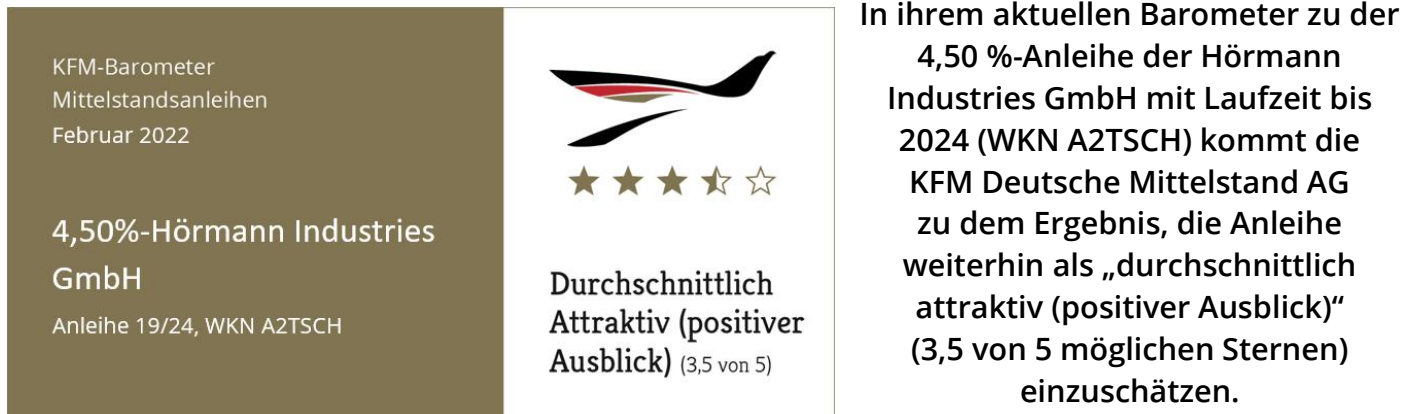 KFM-Barometer
Mittelstandsanleihen
Februar 2022
4,50%-Hörmann Industries
GmbH
Anleihe 19/24, WKN A2TSCH
Durchschnittlich
Attraktiv (positiver
Ausblick) (3,5 von 5)
In ihrem aktuellen Barometer zu der
4,50 %-Anleihe der Hörmann
Industries GmbH mit Laufzeit bis
2024 (WKN A2TSCH) kommt die
KFM Deutsche Mittelstand AG
zu dem Ergebnis, die Anleihe
weiterhin als „durchschnittlich
attraktiv (positiver Ausblick)“
(3,5 von 5 möglichen Sternen)
einzuschätzen.